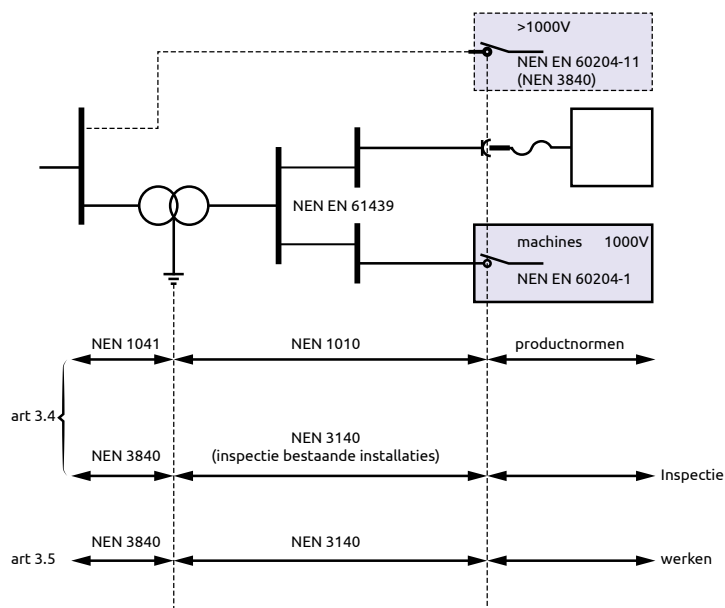 >1000V
NEN EN 60204-11
(NEN 3840)
NEN EN 61439
machines 1000V
NEN EN 60204-1
NEN 1041 NEN 1010 productnormen
art 3.4
NEN 3840 NEN 3140
(inspectie bestaande installaties)
Inspectie
art 3.5 NEN 3840 NEN 3140 werken